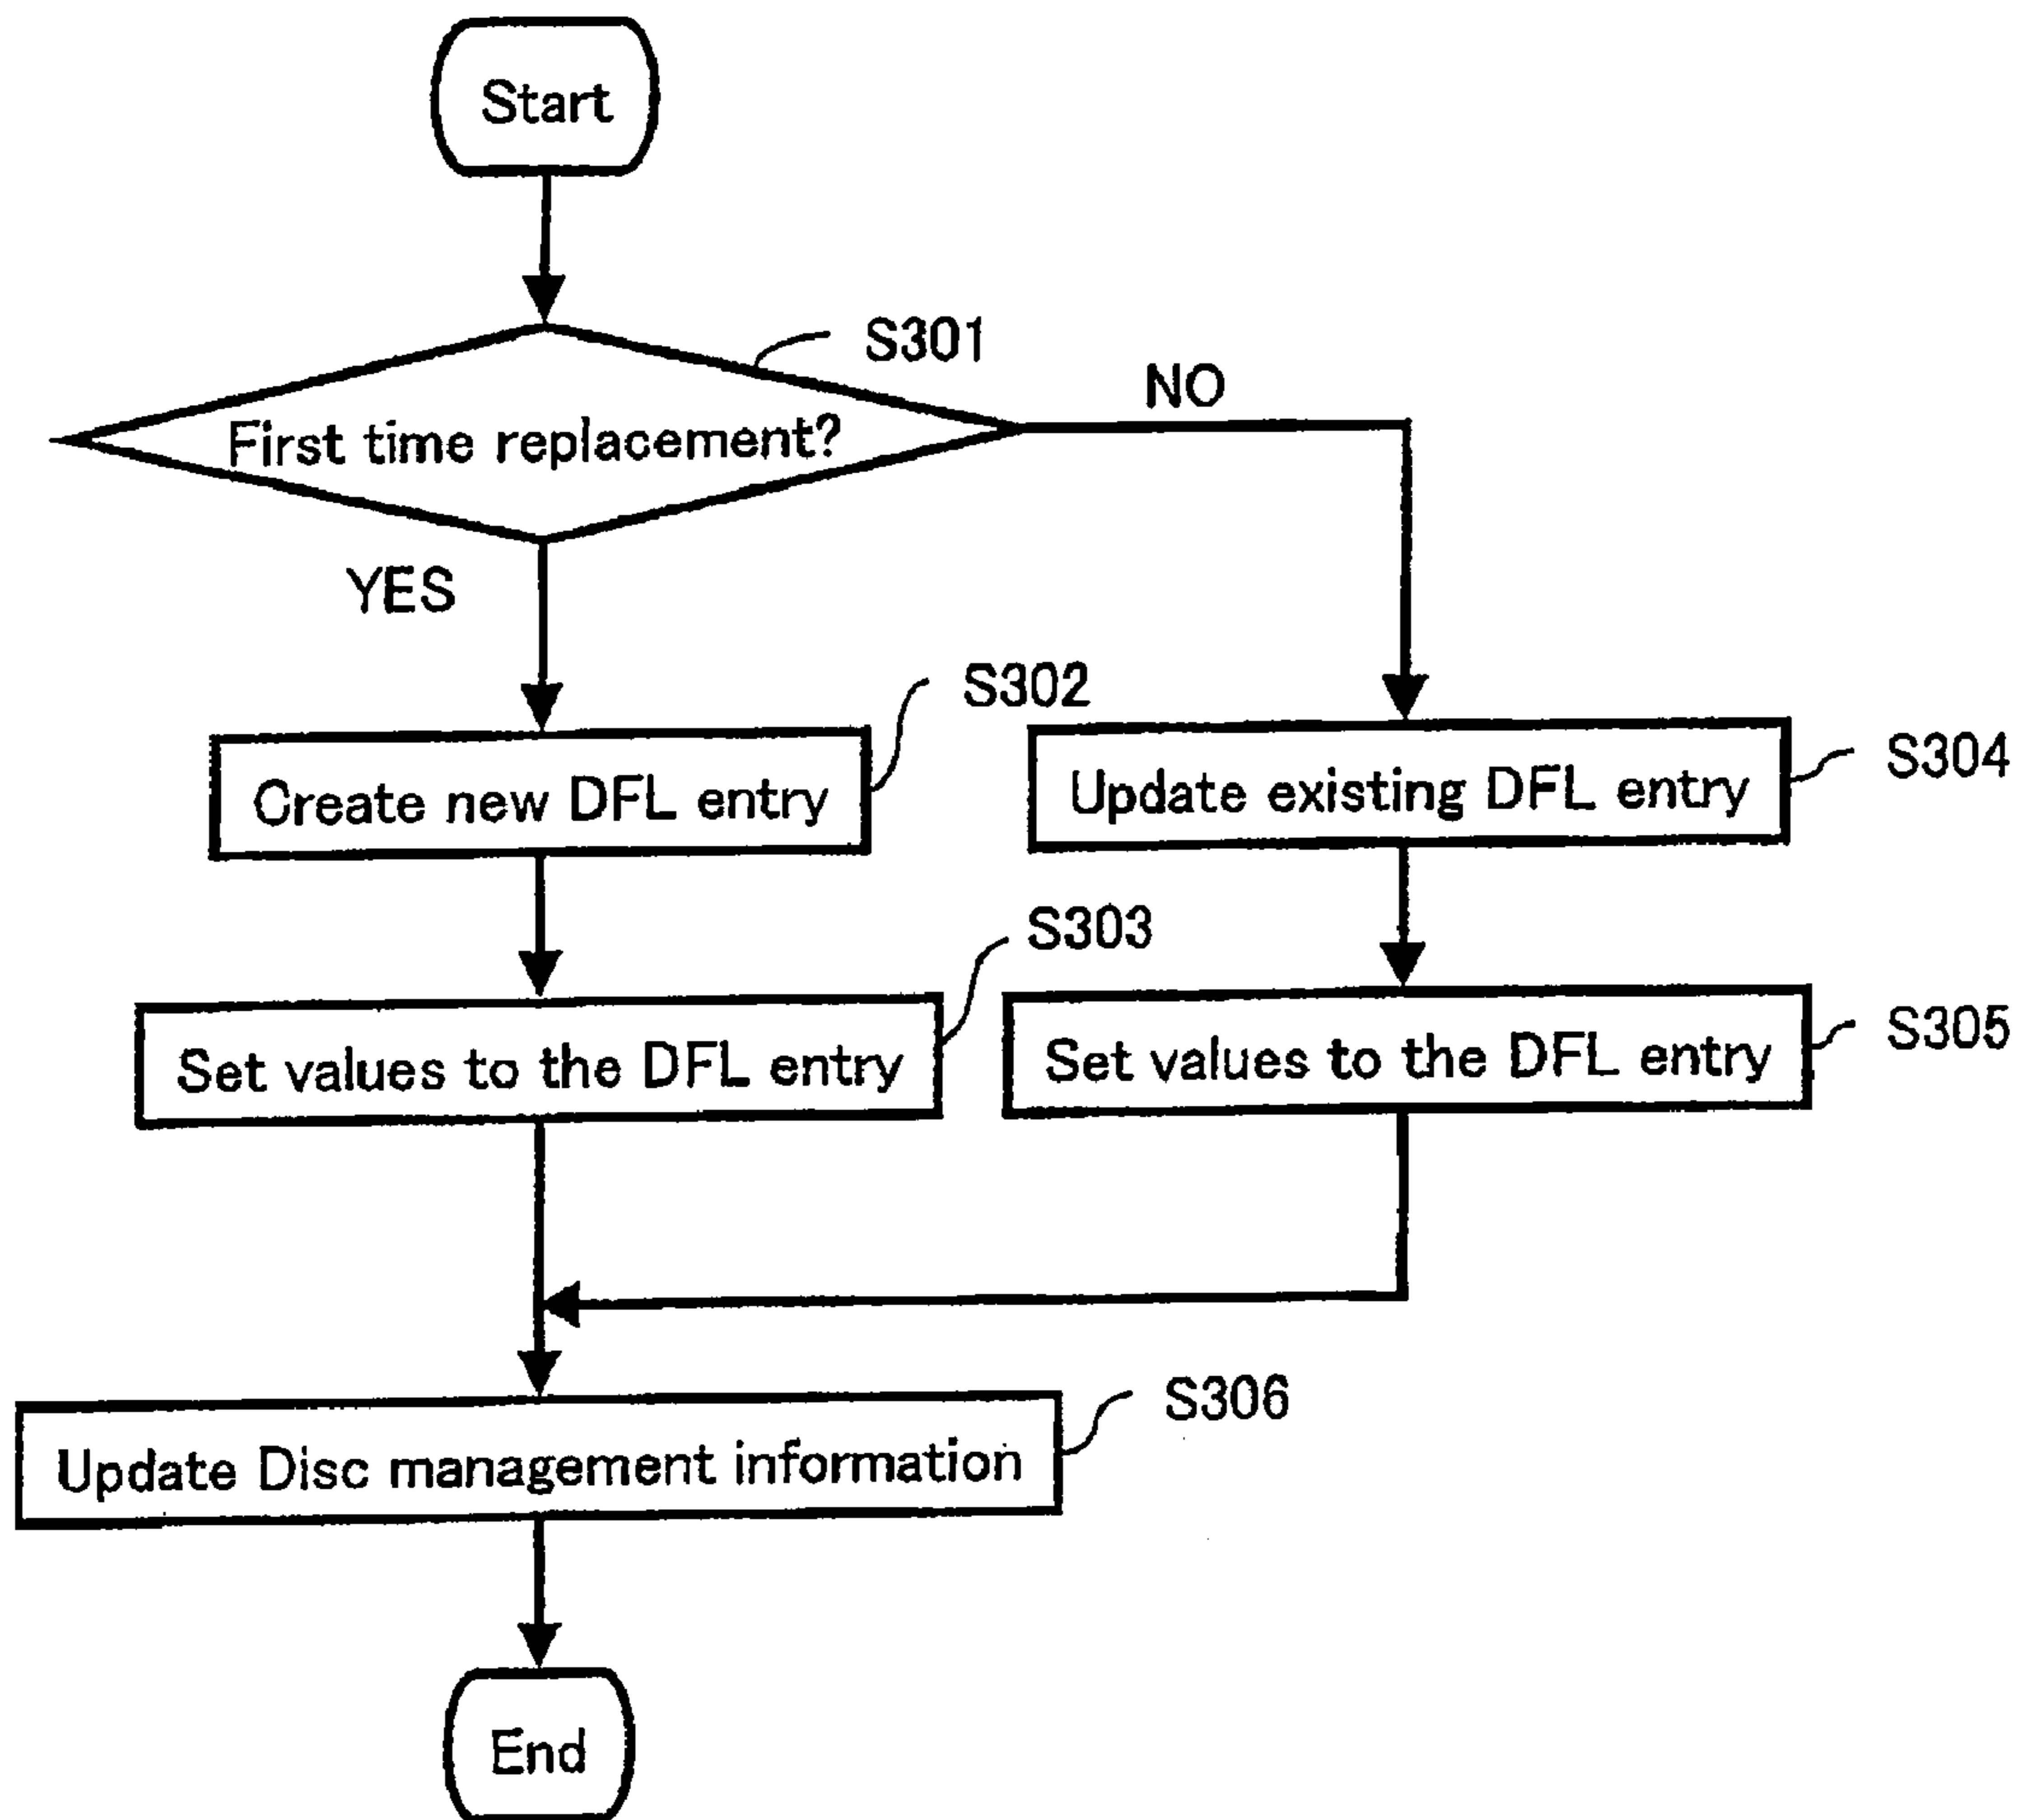 Start
S301
First time replacement?
NO
YES
S302
Create new DFL entry
S304
Update existing DFL entry
S303
Set values to the DFL entry
S305
Set values to the DFL entry
S306
Update Disc management information
End